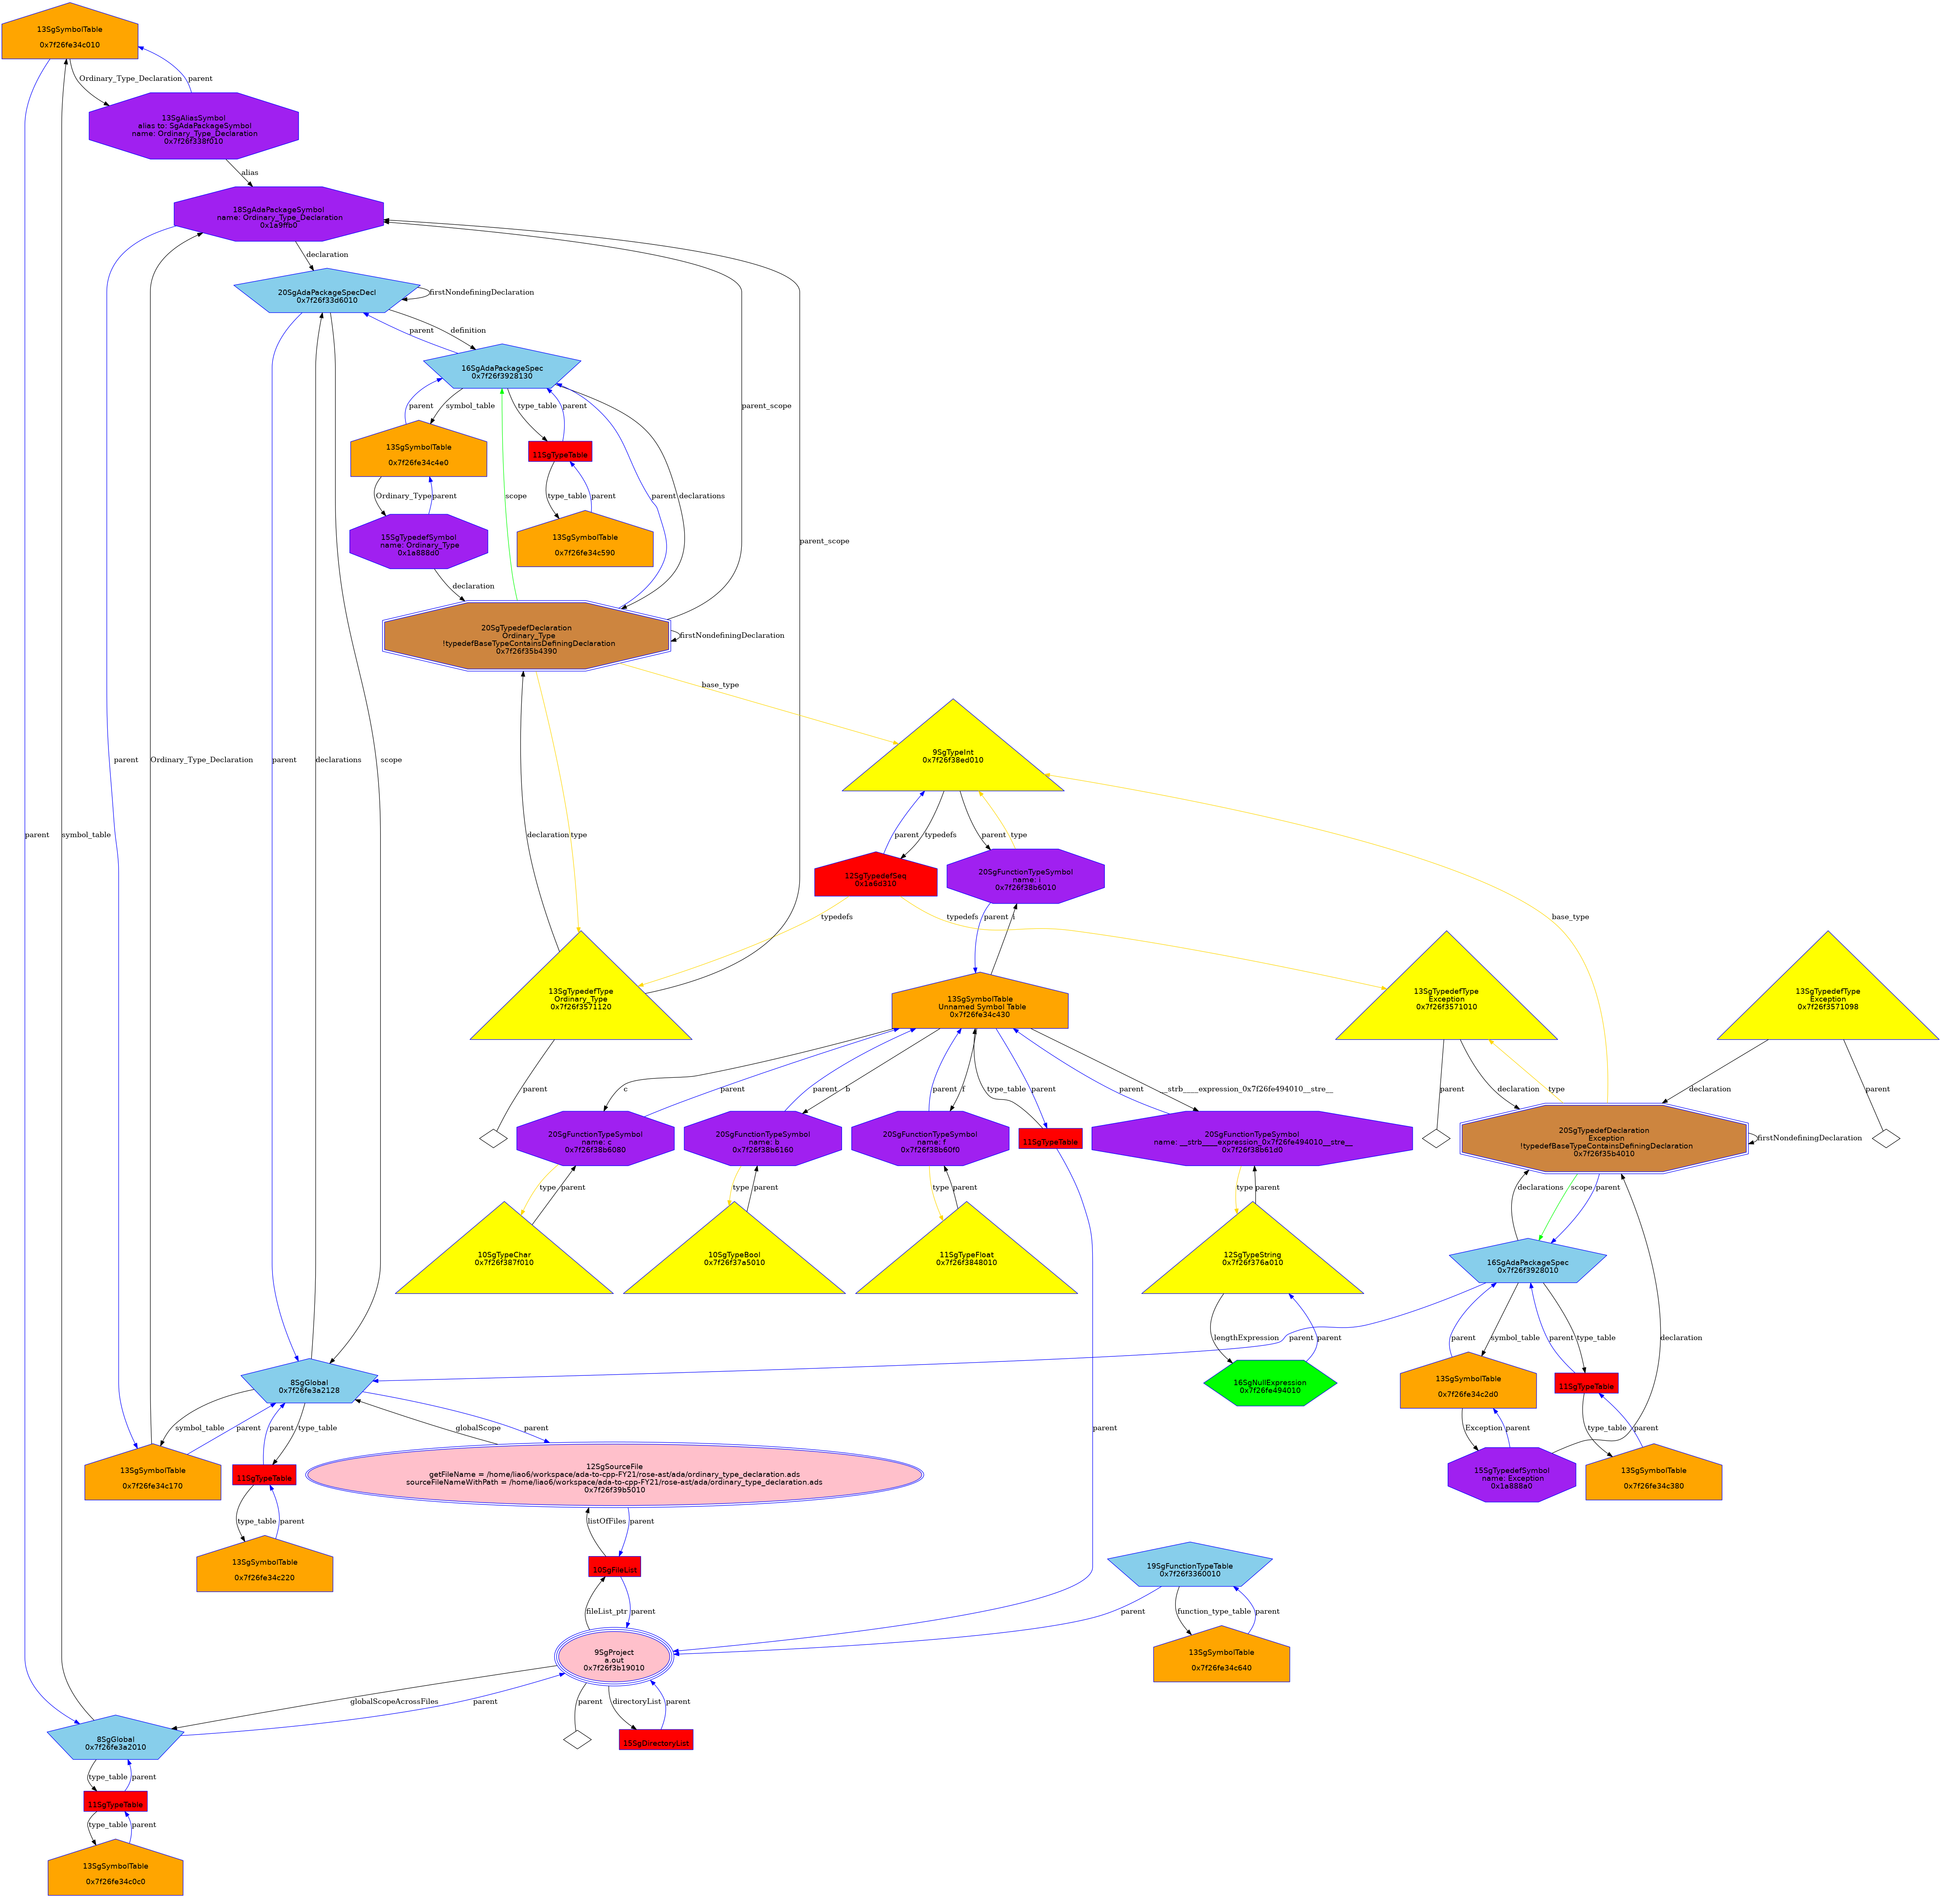 13SgSymbolTable
0x7f26fe34c010
Ordinary_Type_Declaration
parent
13SgAliasSymbol
alias to: SgAdaPackageSymbol
name: Ordinary_Type_Declaration
0x7f26f338f010
alias
18SgAdaPackageSymbol
name: Ordinary_Type_Declaration
0x1a9ffb0
declaration
20SgAdaPackageSpecDecl
0x7f26f33d6010
firstNondefiningDeclaration
parent
definition
16SgAdaPackageSpec
0x7f26f3928130
parent
symbol_table
type_table
parent
parent_scope
13SgSymbolTable
0x7f26fe34c4e0
11SgTypeTable
Ordinary_Type
parent
scope
type_table
parent
parent
declarations
15SgTypedefSymbol
name: Ordinary_Type
0x1a888d0
13SgSymbolTable
0x7f26fe34c590
parent_scope
declaration
20SgTypedefDeclaration
Ordinary_Type
!typedefBaseTypeContainsDefiningDeclaration
0x7f26f35b4390
firstNondefiningDeclaration
base_type
9SgTypeInt
0x7f26f38ed010
parent
Ordinary_Type_Declaration
parent
declarations
scope
parent
symbol_table
declaration
type
parent
typedefs
parent
type
12SgTypedefSeq
0x1a6d310
20SgFunctionTypeSymbol
name: i
0x7f26f38b6010
typedefs
typedefs
parent
i
base_type
13SgTypedefType
Ordinary_Type
0x7f26f3571120
13SgSymbolTable
Unnamed Symbol Table
0x7f26fe34c430
13SgTypedefType
Exception
0x7f26f3571010
13SgTypedefType
Exception
0x7f26f3571098
parent
c
parent
parent
b
parent
f
type_table
parent
parent
__strb____expression_0x7f26fe494010__stre__
parent
declaration
type
declaration
parent
20SgFunctionTypeSymbol
name: c
0x7f26f38b6080
20SgFunctionTypeSymbol
name: b
0x7f26f38b6160
20SgFunctionTypeSymbol
name: f
0x7f26f38b60f0
11SgTypeTable
20SgFunctionTypeSymbol
name: __strb____expression_0x7f26fe494010__stre__
0x7f26f38b61d0
20SgTypedefDeclaration
Exception
!typedefBaseTypeContainsDefiningDeclaration
0x7f26f35b4010
firstNondefiningDeclaration
type
parent
type
parent
type
parent
type
parent
declarations
scope
parent
10SgTypeChar
0x7f26f387f010
10SgTypeBool
0x7f26f37a5010
11SgTypeFloat
0x7f26f3848010
12SgTypeString
0x7f26f376a010
16SgAdaPackageSpec
0x7f26f3928010
lengthExpression
parent
parent
parent
symbol_table
parent
type_table
declaration
8SgGlobal
0x7f26fe3a2128
16SgNullExpression
0x7f26fe494010
13SgSymbolTable
0x7f26fe34c2d0
11SgTypeTable
symbol_table
parent
parent
type_table
globalScope
parent
parent
Exception
parent
type_table
parent
13SgSymbolTable
0x7f26fe34c170
11SgTypeTable
12SgSourceFile
getFileName = /home/liao6/workspace/ada-to-cpp-FY21/rose-ast/ada/ordinary_type_declaration.ads
sourceFileNameWithPath = /home/liao6/workspace/ada-to-cpp-FY21/rose-ast/ada/ordinary_type_declaration.ads
0x7f26f39b5010
15SgTypedefSymbol
name: Exception
0x1a888a0
13SgSymbolTable
0x7f26fe34c380
type_table
parent
listOfFiles
parent
13SgSymbolTable
0x7f26fe34c220
10SgFileList
19SgFunctionTypeTable
0x7f26f3360010
fileList_ptr
parent
parent
function_type_table
parent
9SgProject
a.out
0x7f26f3b19010
13SgSymbolTable
0x7f26fe34c640
globalScopeAcrossFiles
parent
parent
directoryList
parent
8SgGlobal
0x7f26fe3a2010
16SgDirectoryList
type_table
parent
11SgTypeTable
type_table
parent
13SgSymbolTable
0x7f26fe34c0c0